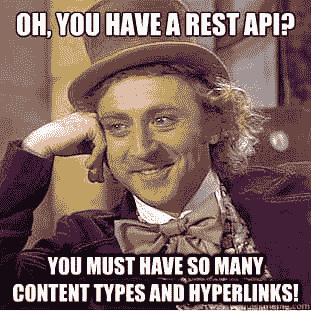 OH, YOU HAVE A REST API?
YOU MUST HAVE SO MANY
CONTENT TYPES AND HYPERLINKS!